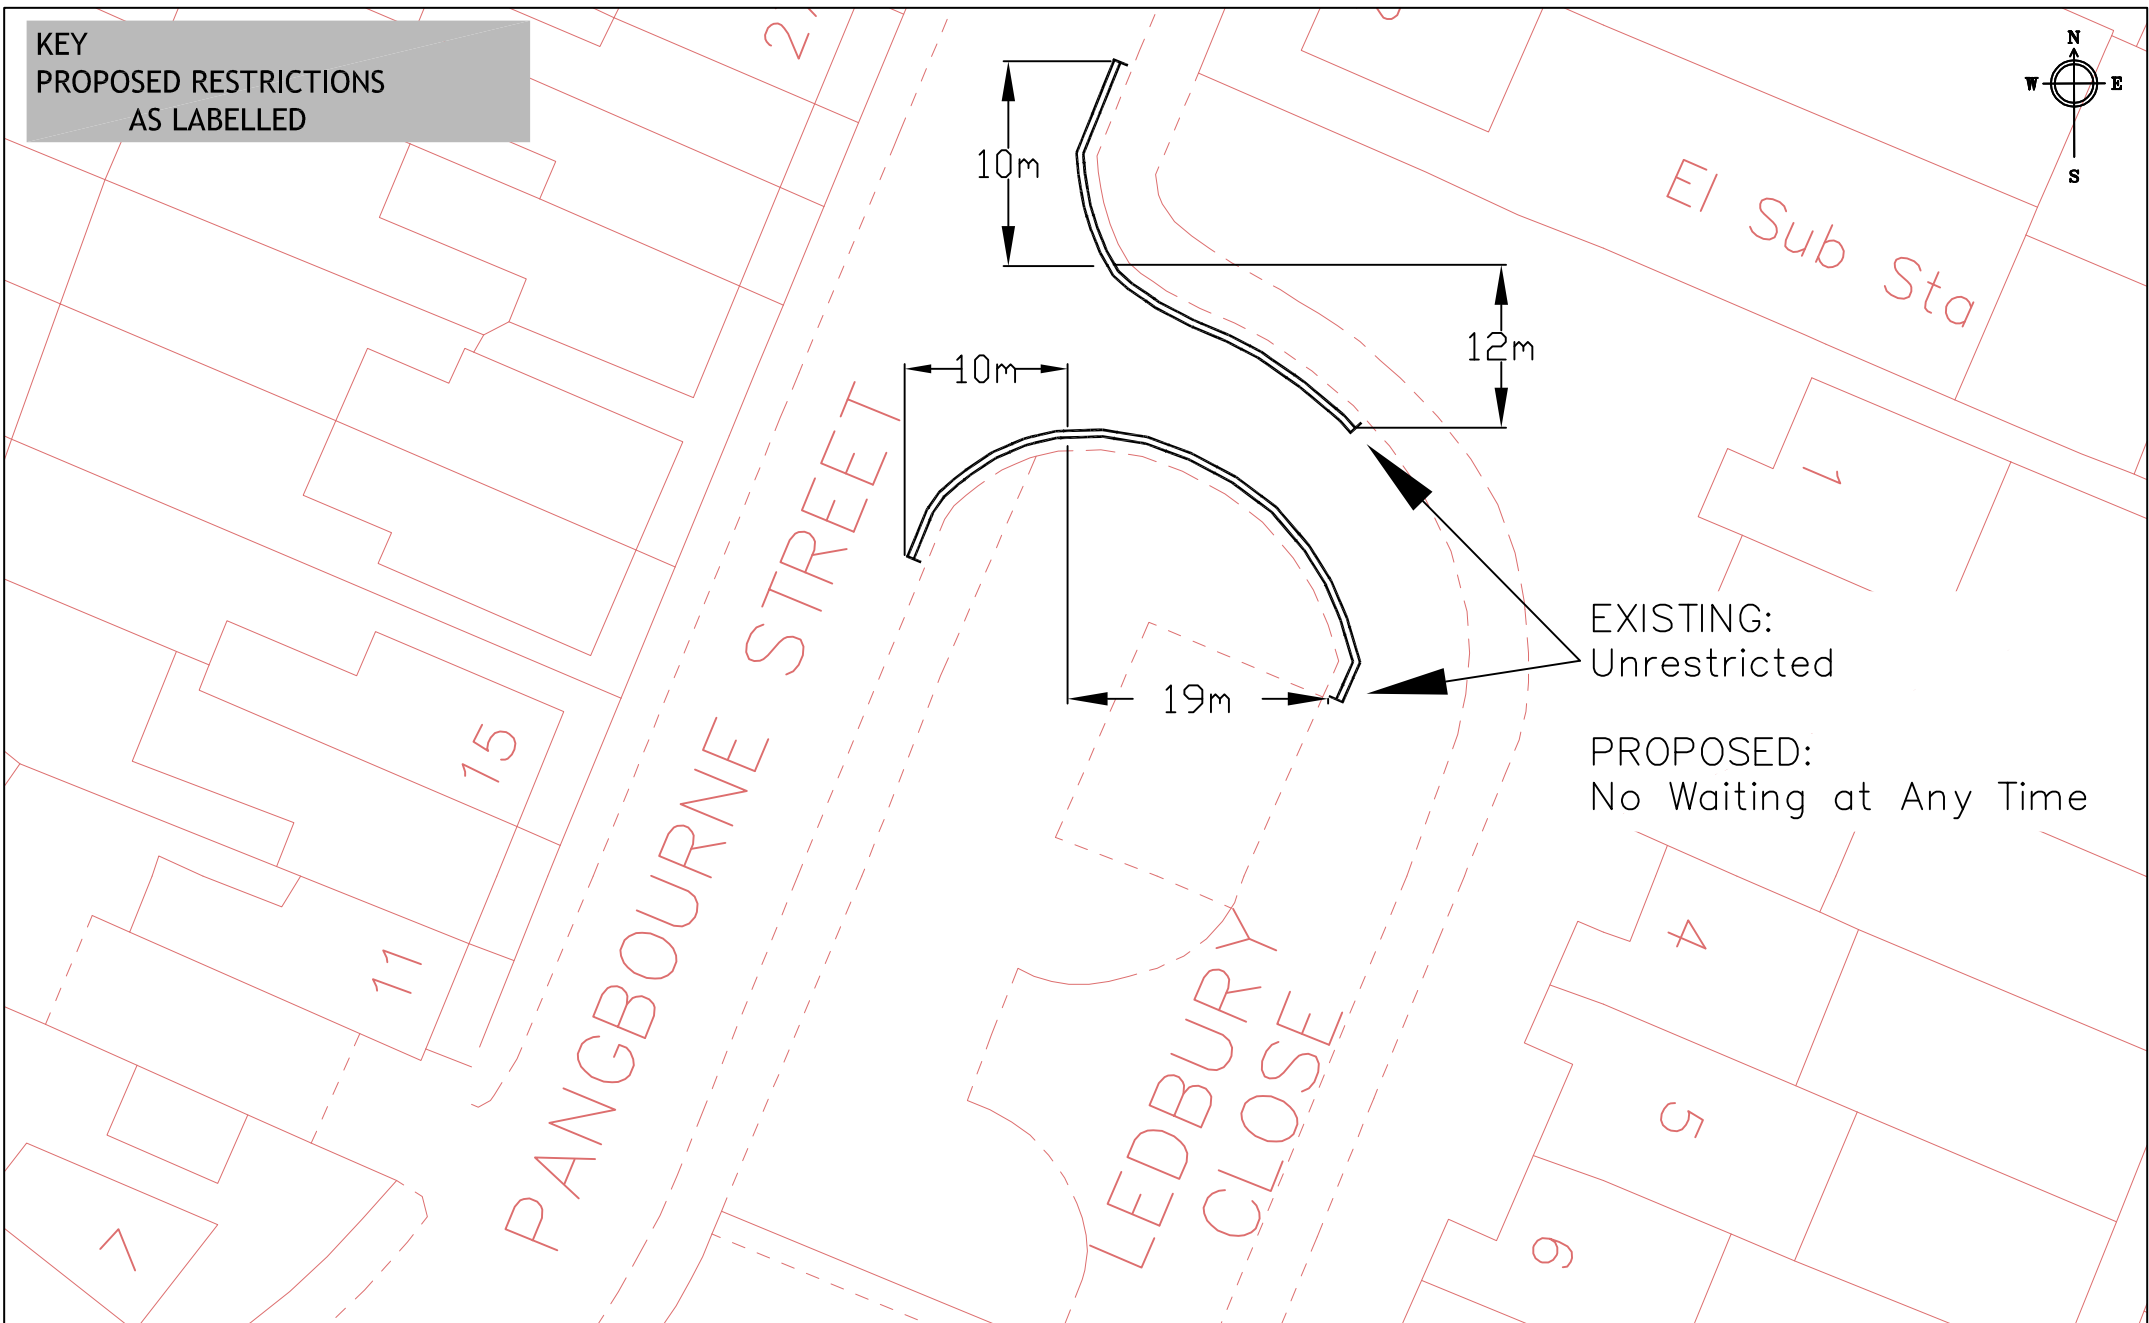 KEY
PROPOSED RESTRICTIONS
AS LABELLED
N
W E
S
10m
El Sub Sta
12m
10m
1
PANGBOURNE STREET
EXISTING:
Unrestricted
19m
15
PROPOSED:
No Waiting at Any Time
4
11
LEDBURY
CLOSE
5
7
6